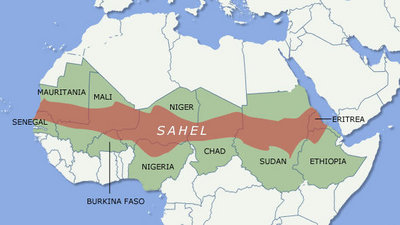 MAURITANIA
MALI
NIGER
SENEGAL
ERITREA
SAHEL
CHAD
NIGERIA
SUDAN
ETHIOPIA
BURKINA FASO